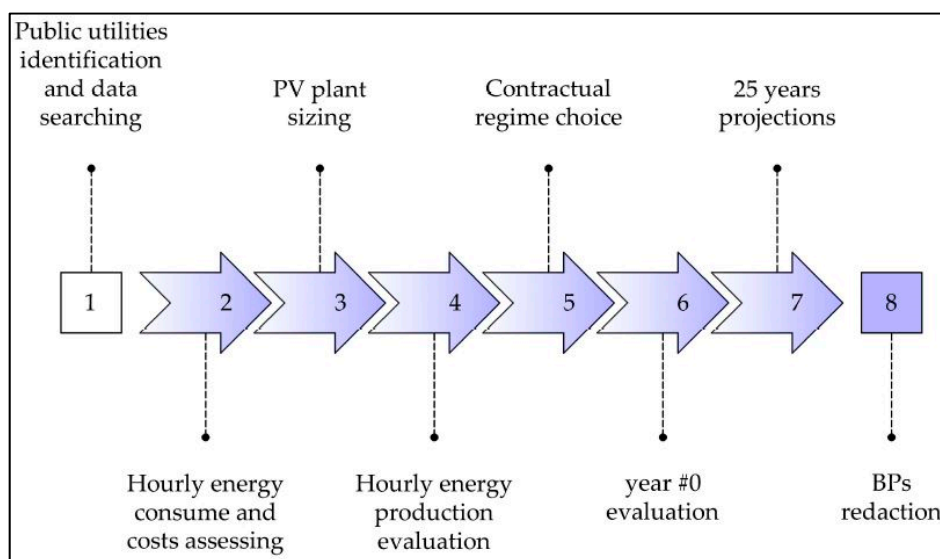 Public utilities
identification
and data
searching
PV plant
sizing
Contractual
regime choice
25 years
projections
1
2
3
4
5
6
7
8
Hourly energy
consume and
costs assessing
Hourly energy
production
evaluation
year #0
evaluation
BPs
redaction